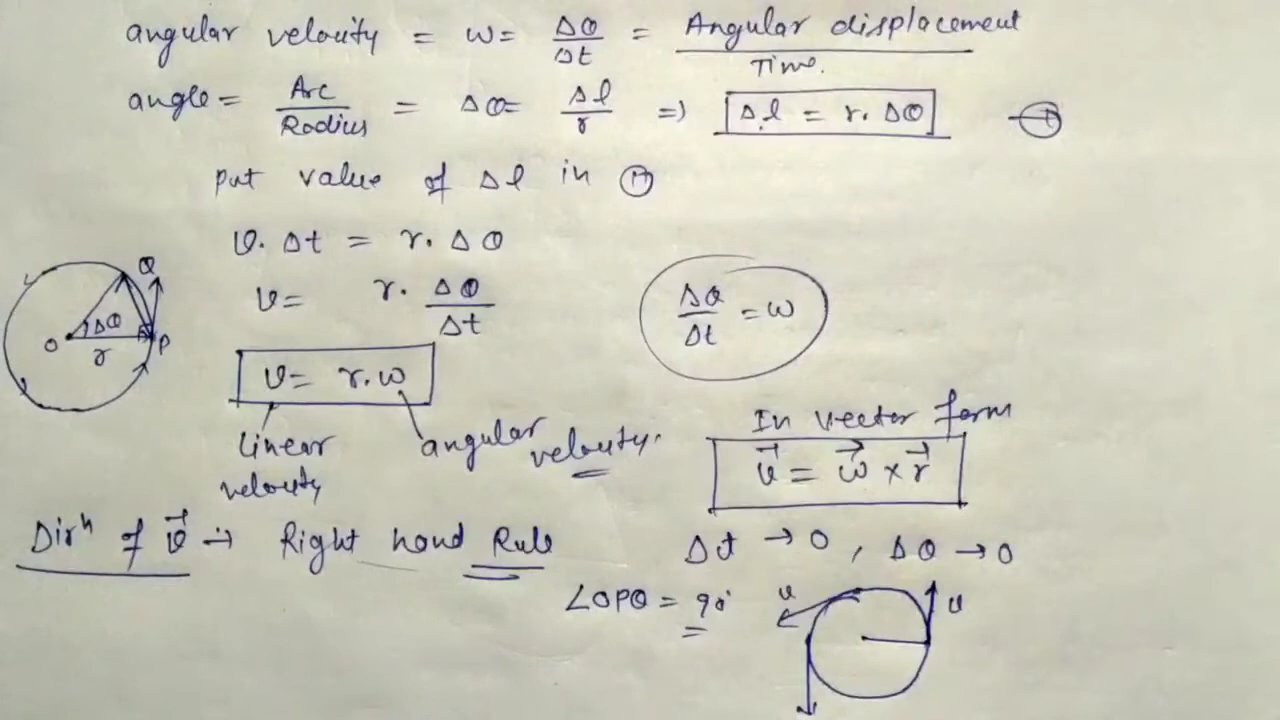 angular velocity = ω = Δθ/Δt = Angular displacement/Time.
angle = Arc/Radius = Δθ = Δl/r ⇒ Δl = r. Δθ
put value of Δl in
v. Δt = r. Δθ
v = r. Δθ/Δt
Δθ/Δt = ω
v = r.ω
linear velocity
angular velocity.
In vector form
v⃗ = ω⃗ × r⃗
Dirⁿ of v⃗ → Right hand Rule
Δt → 0, Δθ → 0
∠OPQ = 90°
Q
Δθ
O
r
P
v
v